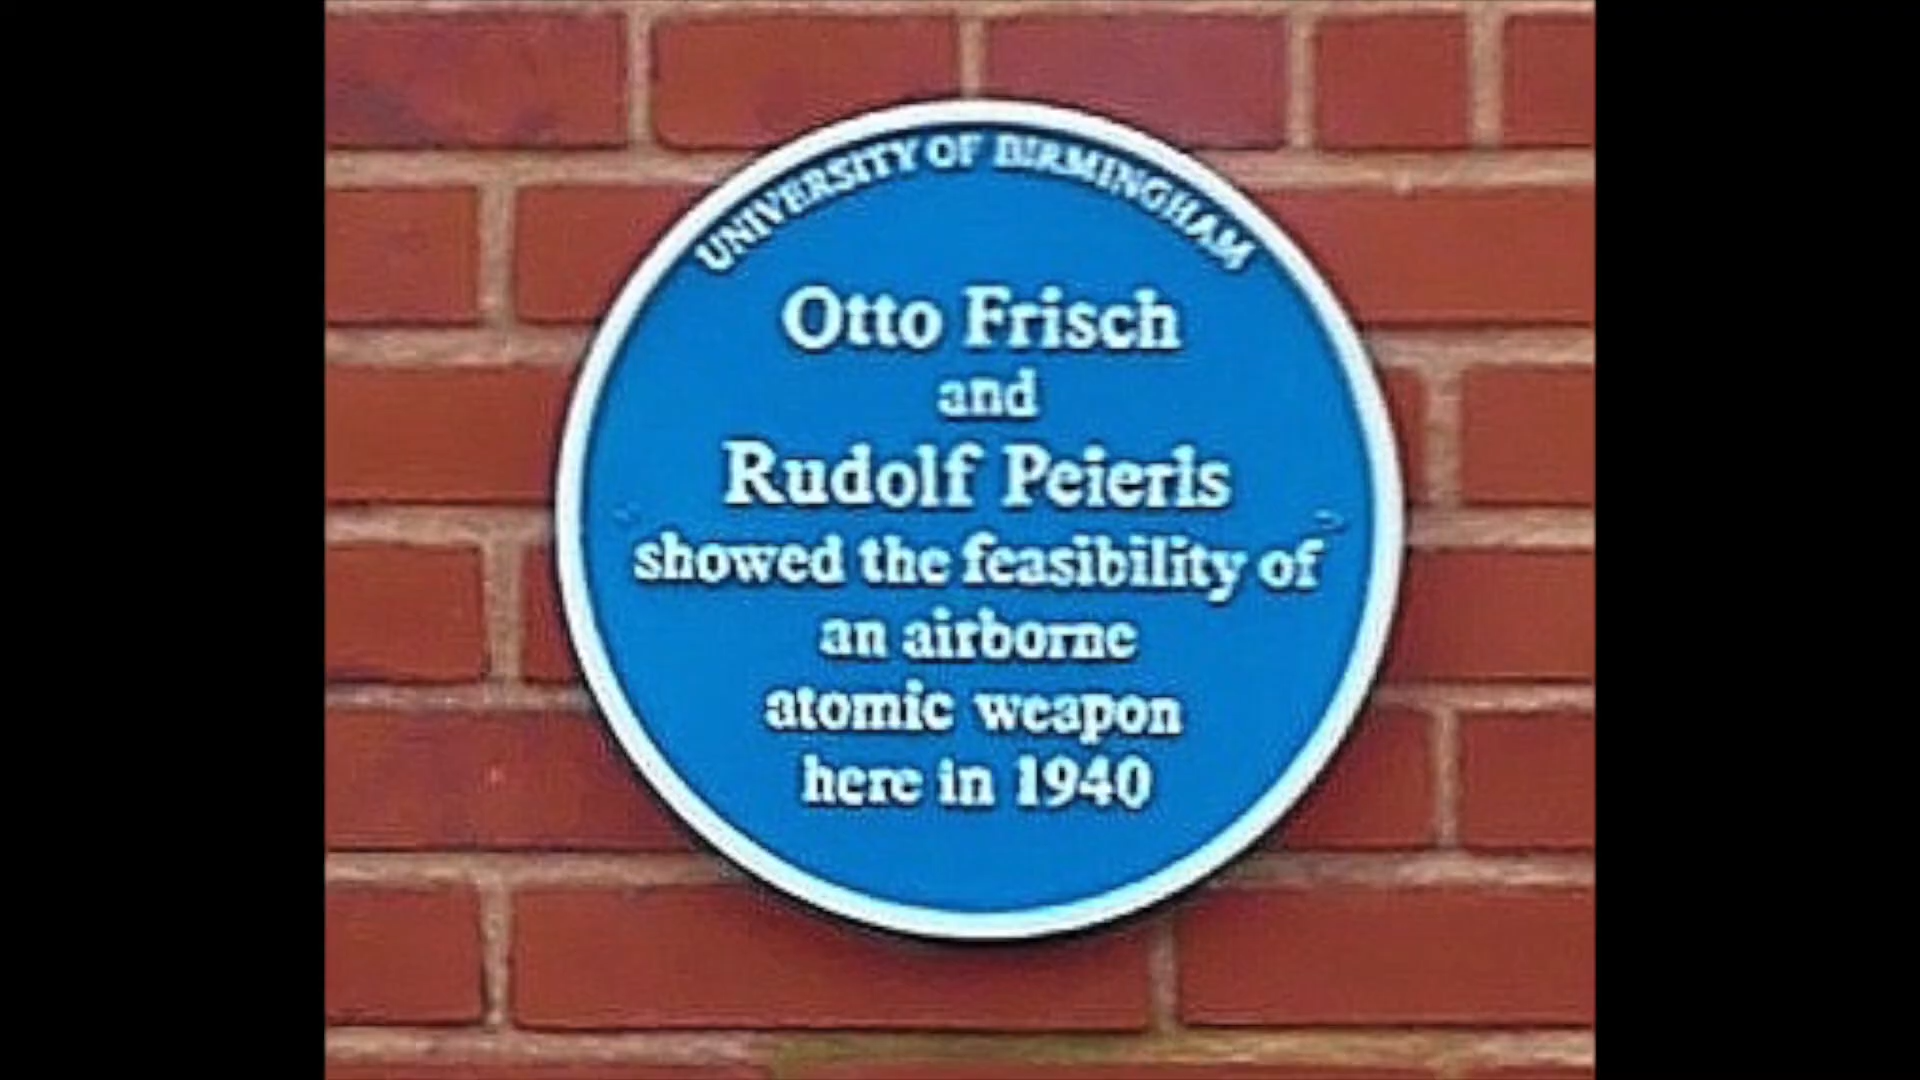 UNIVERSITY OF BIRMINGHAM
Otto Frisch
and
Rudolf Peierls
showed the feasibility of
an airborne
atomic weapon
here in 1940